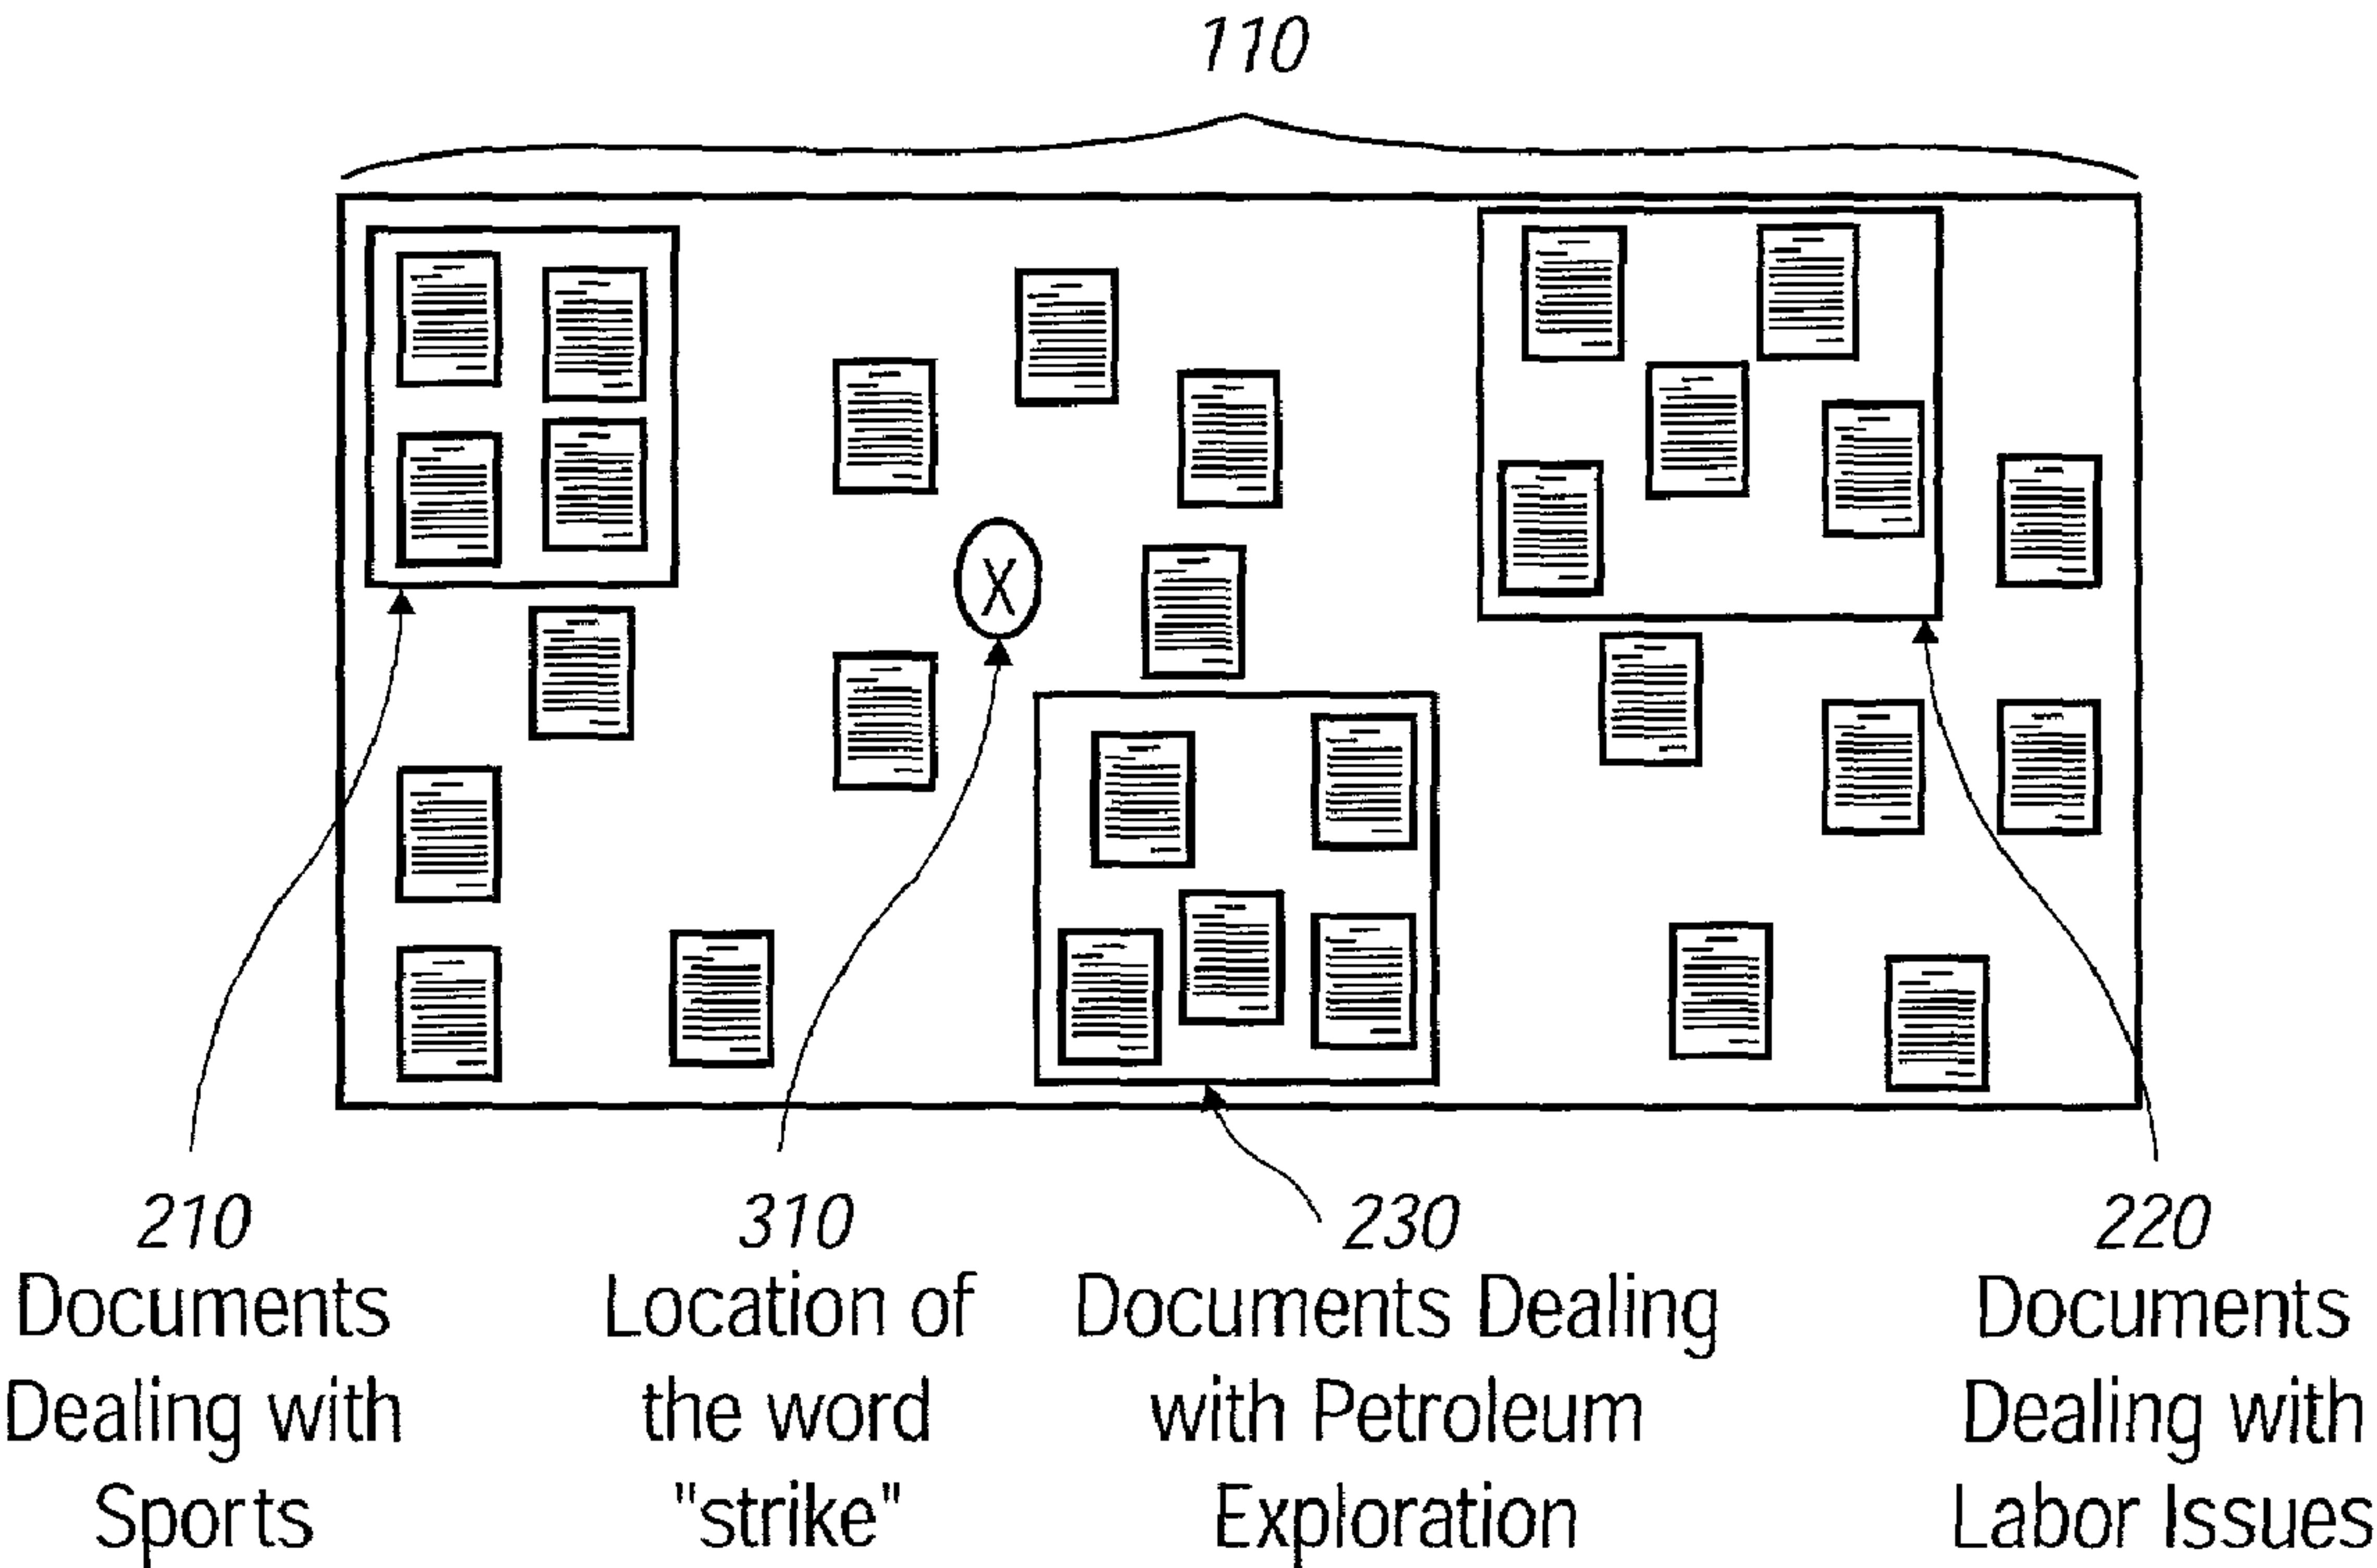 110
X
210
Documents
Dealing with
Sports
310
Location of
the word
"strike"
230
Documents Dealing
with Petroleum
Exploration
220
Documents
Dealing with
Labor Issues